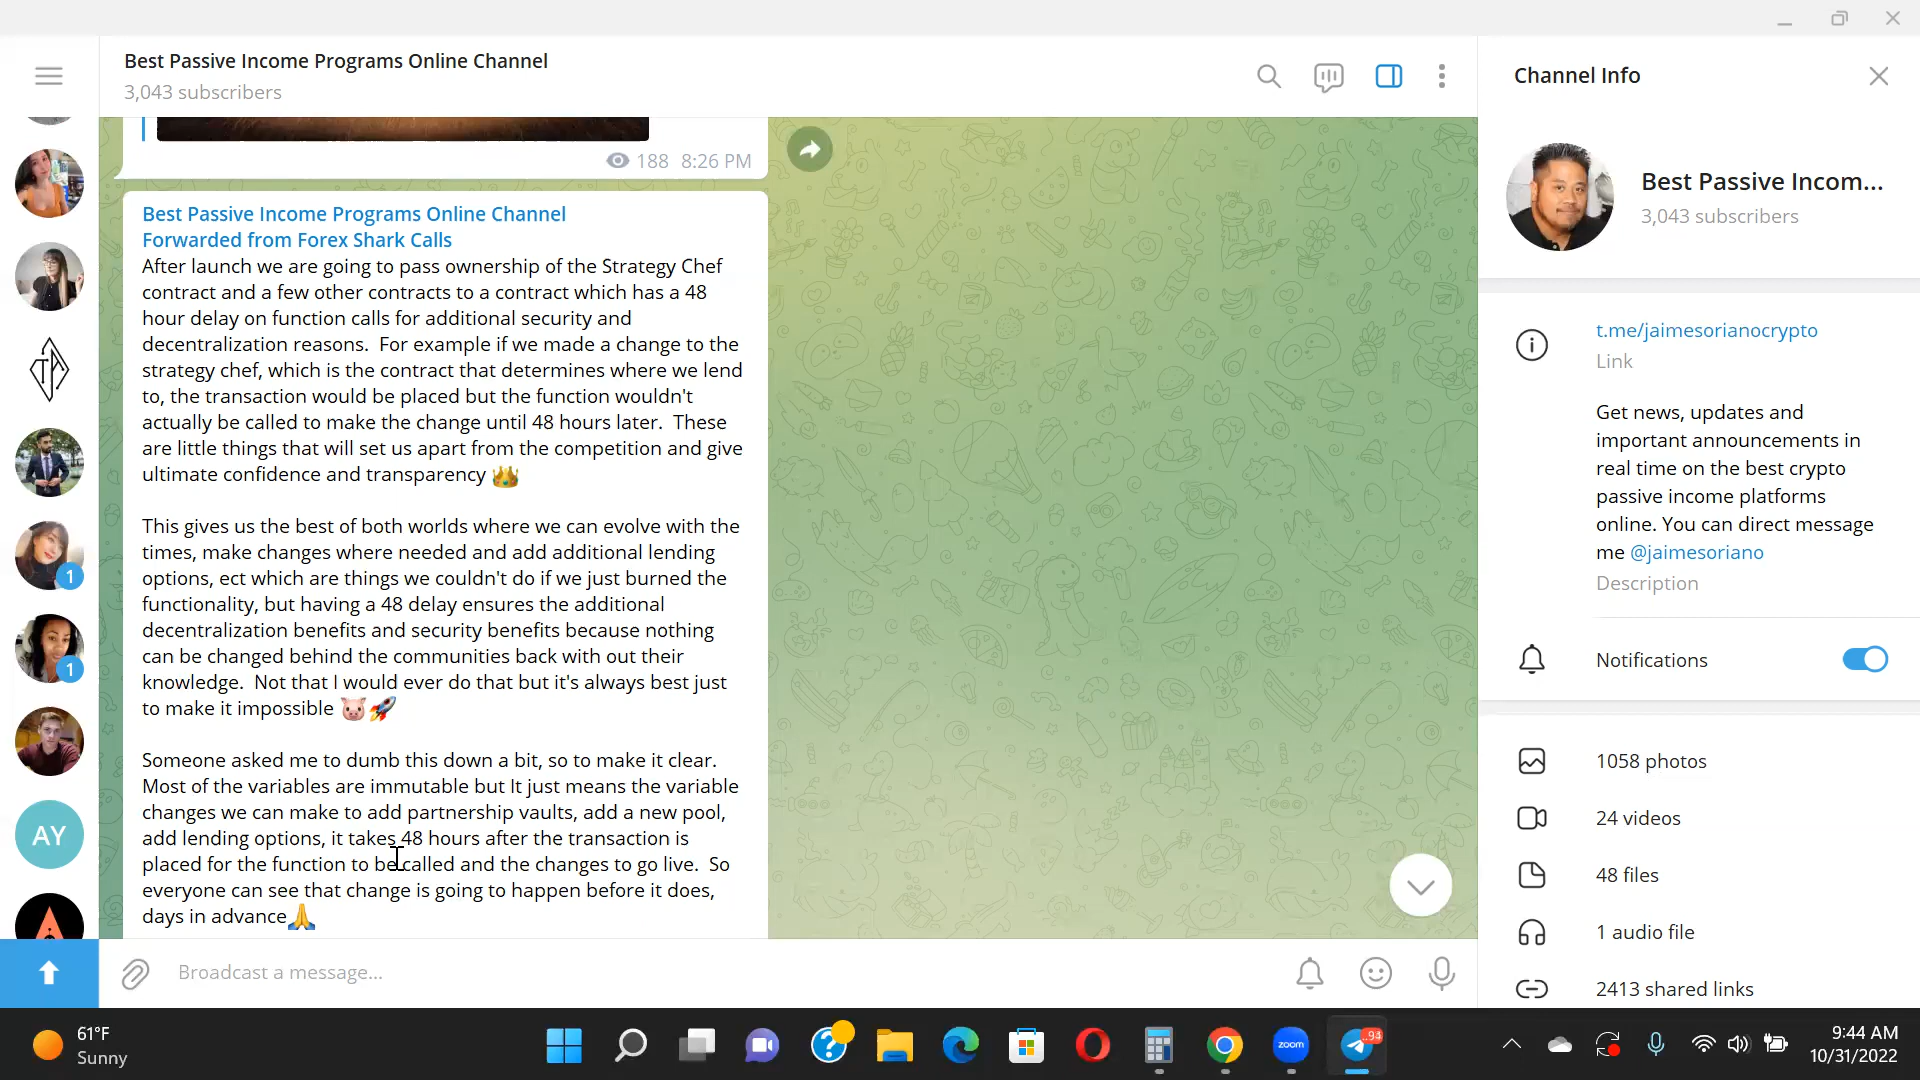 Best Passive Income Programs Online Channel
3,043 subscribers
188 8:26 PM
Best Passive Income Programs Online Channel
Forwarded from Forex Shark Calls
After launch we are going to pass ownership of the Strategy Chef
contract and a few other contracts to a contract which has a 48
hour delay on function calls for additional security and
decentralization reasons.  For example if we made a change to the
strategy chef, which is the contract that determines where we lend
to, the transaction would be placed but the function wouldn't
actually be called to make the change until 48 hours later.  These
are little things that will set us apart from the competition and give
ultimate confidence and transparency 👑
This gives us the best of both worlds where we can evolve with the
times, make changes where needed and add additional lending
options, ect which are things we couldn't do if we just burned the
functionality, but having a 48 delay ensures the additional
decentralization benefits and security benefits because nothing
can be changed behind the communities back with out their
knowledge.  Not that I would ever do that but it's always best just
to make it impossible 🐷🚀
Someone asked me to dumb this down a bit, so to make it clear.
Most of the variables are immutable but It just means the variable
changes we can make to add partnership vaults, add a new pool,
add lending options, it takes 48 hours after the transaction is
placed for the function to be called and the changes to go live.  So
everyone can see that change is going to happen before it does,
days in advance🙏
Broadcast a message...
1
1
AY
Channel Info
Best Passive Incom...
3,043 subscribers
t.me/jaimesorianocrypto
Link
Get news, updates and
important announcements in
real time on the best crypto
passive income platforms
online. You can direct message
me @jaimesoriano
Description
Notifications
1058 photos
24 videos
48 files
1 audio file
2413 shared links
61°F
Sunny
zoom
..94
9:44 AM
10/31/2022